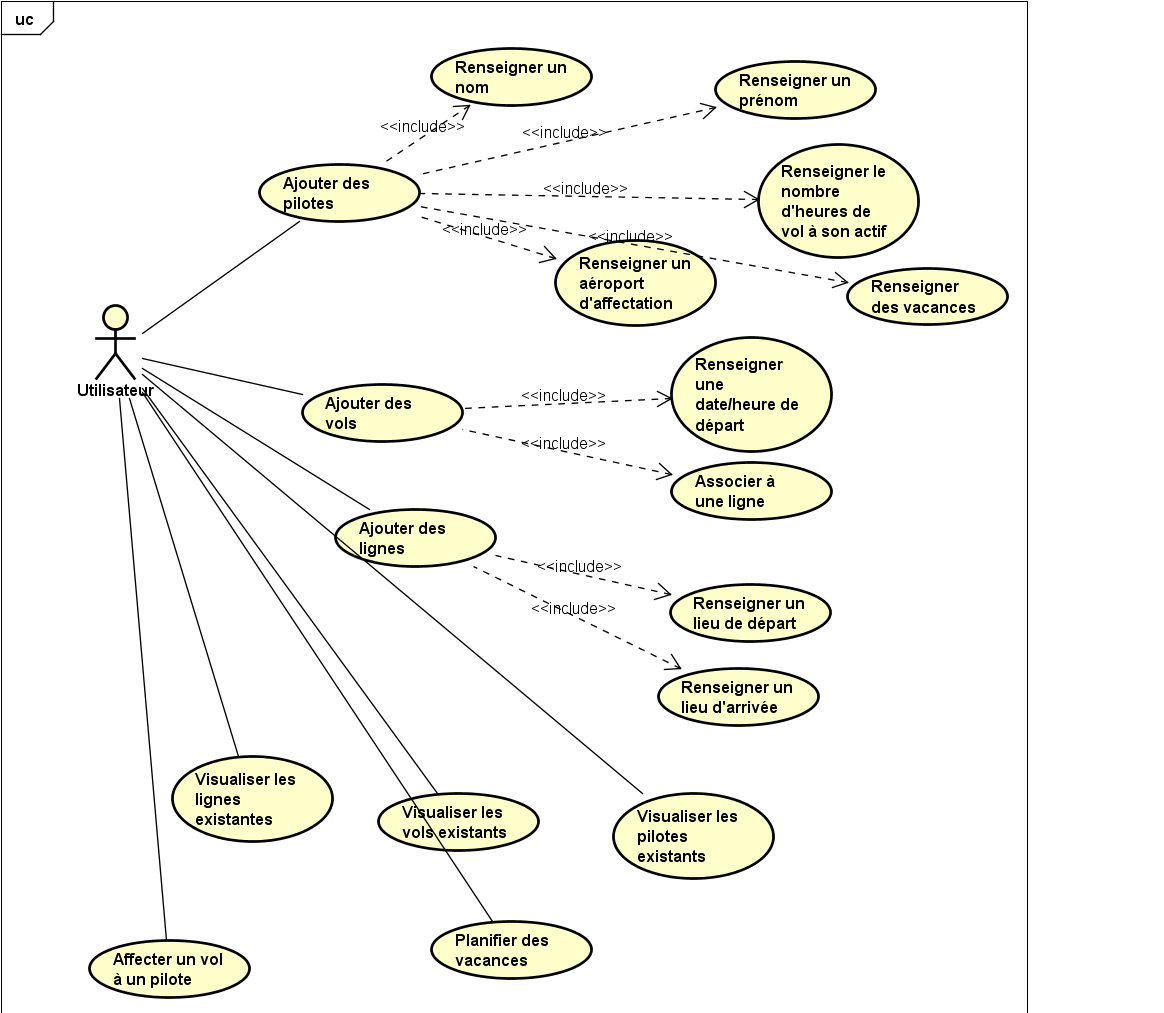 uc
Renseigner un
nom
Renseigner un
prénom
<<include>>
<<include>>
Ajouter des
pilotes
<<include>>
Renseigner le
nombre
d'heures de
vol à son actif
<<include>>
<<include>>
Renseigner un
aéroport
d'affectation
Renseigner
des vacances
Utilisateur
Ajouter des
vols
<<include>>
Renseigner
une
date/heure de
départ
<<include>>
Associer à
une ligne
Ajouter des
lignes
<<include>>
Renseigner un
lieu de départ
<<include>>
Renseigner un
lieu d'arrivée
Visualiser les
lignes
existantes
Visualiser les
vols existants
Visualiser les
pilotes
existants
Affecter un vol
à un pilote
Planifier des
vacances